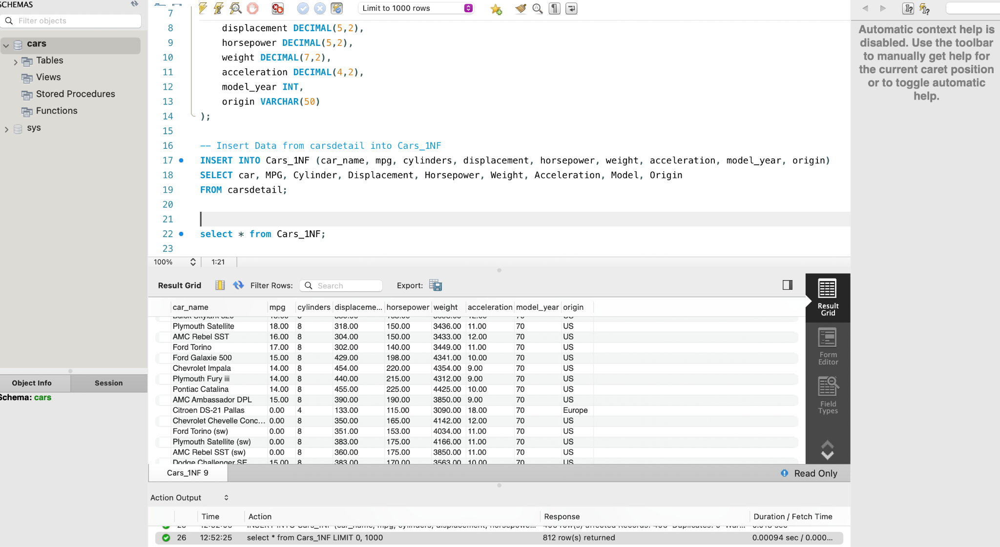 SCHEMAS
Filter objects
cars
Tables
Views
Stored Procedures
Functions
sys
Object Info
Session
Schema: cars
Limit to 1000 rows
7
8 displacement DECIMAL(5,2),
9 horsepower DECIMAL(5,2),
10 weight DECIMAL(7,2),
11 acceleration DECIMAL(4,2),
12 model_year INT,
13 origin VARCHAR(50)
14 );
15
16 -- Insert Data from carsdetail into Cars_1NF
17 INSERT INTO Cars_1NF (car_name, mpg, cylinders, displacement, horsepower, weight, acceleration, model_year, origin)
18 SELECT car, MPG, Cylinder, Displacement, Horsepower, Weight, Acceleration, Model, Origin
19 FROM carsdetail;
20
21
22 select * from Cars_1NF;
23
100% 1:21
Result Grid Filter Rows: Search Export:
car_name mpg cylinders displaceme... horsepower weight acceleration model_year origin
Plymouth Satellite 18.00 8 318.00 150.00 3436.00 11.00 70 US
AMC Rebel SST 16.00 8 304.00 150.00 3433.00 12.00 70 US
Ford Torino 17.00 8 302.00 140.00 3449.00 11.00 70 US
Ford Galaxie 500 15.00 8 429.00 198.00 4341.00 10.00 70 US
Chevrolet Impala 14.00 8 454.00 220.00 4354.00 9.00 70 US
Plymouth Fury iii 14.00 8 440.00 215.00 4312.00 9.00 70 US
Pontiac Catalina 14.00 8 455.00 225.00 4425.00 10.00 70 US
AMC Ambassador DPL 15.00 8 390.00 190.00 3850.00 9.00 70 US
Citroen DS-21 Pallas 0.00 4 133.00 115.00 3090.00 18.00 70 Europe
Chevrolet Chevelle Conc... 0.00 8 350.00 165.00 4142.00 12.00 70 US
Ford Torino (sw) 0.00 8 351.00 153.00 4034.00 11.00 70 US
Plymouth Satellite (sw) 0.00 8 383.00 175.00 4166.00 11.00 70 US
AMC Rebel SST (sw) 0.00 8 360.00 175.00 3850.00 11.00 70 US
Dodge Challenger SE 15.00 8 383.00 170.00 3563.00 10.00 70 US
Result Grid
Form Editor
Field Types
Cars_1NF 9
Read Only
Action Output
Time Action Response Duration / Fetch Time
26 12:52:25 select * from Cars_1NF LIMIT 0, 1000 812 row(s) returned 0.00094 sec / 0.000...
Automatic context help is
disabled. Use the toolbar
to manually get help for
the current caret position
or to toggle automatic
help.